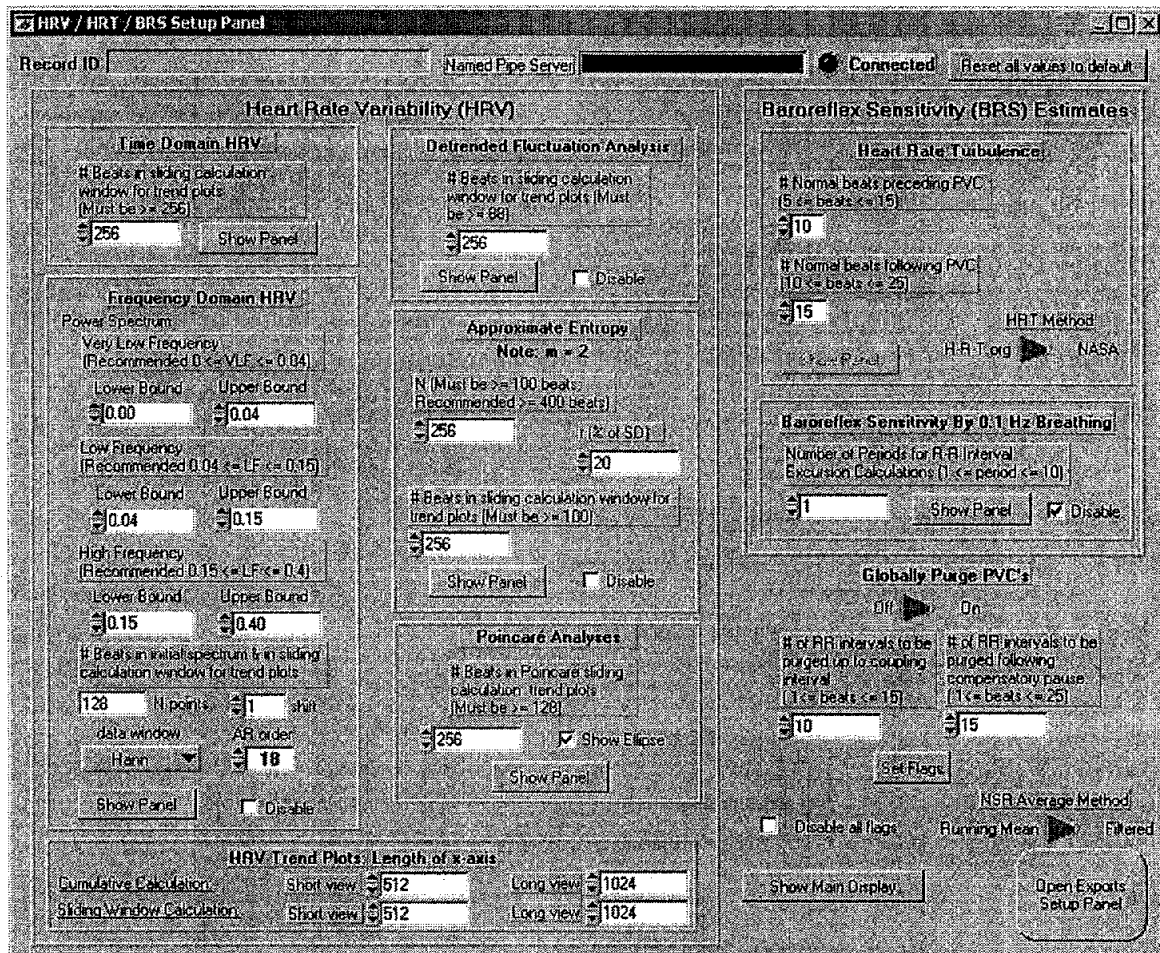 HRV / HRT / BRS Setup Panel
Record ID
Named Pipe Server
Connected
Reset all values to default
Heart Rate Variability (HRV)
Time Domain HRV
# Beats in sliding calculation
window for trend plots
(Must be >= 256)
256
Show Panel
Frequency Domain HRV
Power Spectrum
Very Low Frequency
(Recommended 0 <= VLF <= 0.04)
Lower Bound
Upper Bound
0.00
0.04
Low Frequency
(Recommended 0.04 <= LF <= 0.15)
Lower Bound
Upper Bound
0.04
0.15
High Frequency
(Recommended 0.15 <= LF <= 0.4)
Lower Bound
Upper Bound
0.15
0.40
# Beats in initial spectrum & in sliding
calculation window for trend plots
128
N points
1
shift
data window
AR order
Hann
18
Show Panel
Disable
Detrended Fluctuation Analysis
# Beats in sliding calculation
window for trend plots (Must
be >= 88)
256
Show Panel
Disable
Approximate Entropy
Note: m = 2
N (Must be >= 100 beats;
Recommended >= 400 beats)
256
r (% of SD)
20
# Beats in sliding calculation window for
trend plots (Must be >= 100)
256
Show Panel
Disable
Poincaré Analyses
# Beats in Poincare sliding
calculation trend plots
(Must be >= 128)
256
Show Ellipse
Show Panel
HRV Trend Plots: Length of x-axis
Cumulative Calculation:
Short view
512
Long view
1024
Sliding Window Calculation
Short view
512
Long view
1024
Baroreflex Sensitivity (BRS) Estimates
Heart Rate Turbulence
# Normal beats preceding PVC
(5 <= beats <= 15)
10
# Normal beats following PVC
(10 <= beats <= 25)
15
HRT Method
H-R-T.org
NASA
Show Panel
Baroreflex Sensitivity By 0.1 Hz Breathing
Number of Periods for R-R Interval
Excursion Calculations (1 <= period <= 10)
1
Show Panel
Disable
Globally Purge PVC's
Off
On
# of RR intervals to be
purged up to coupling
interval
(1<= beats <= 15)
10
# of RR intervals to be
purged following
compensatory pause
(1<= beats <= 25)
15
Set Flags
NSR Average Method
Disable all flags
Running Mean
Filtered
Show Main Display
Open Exports
Setup Panel